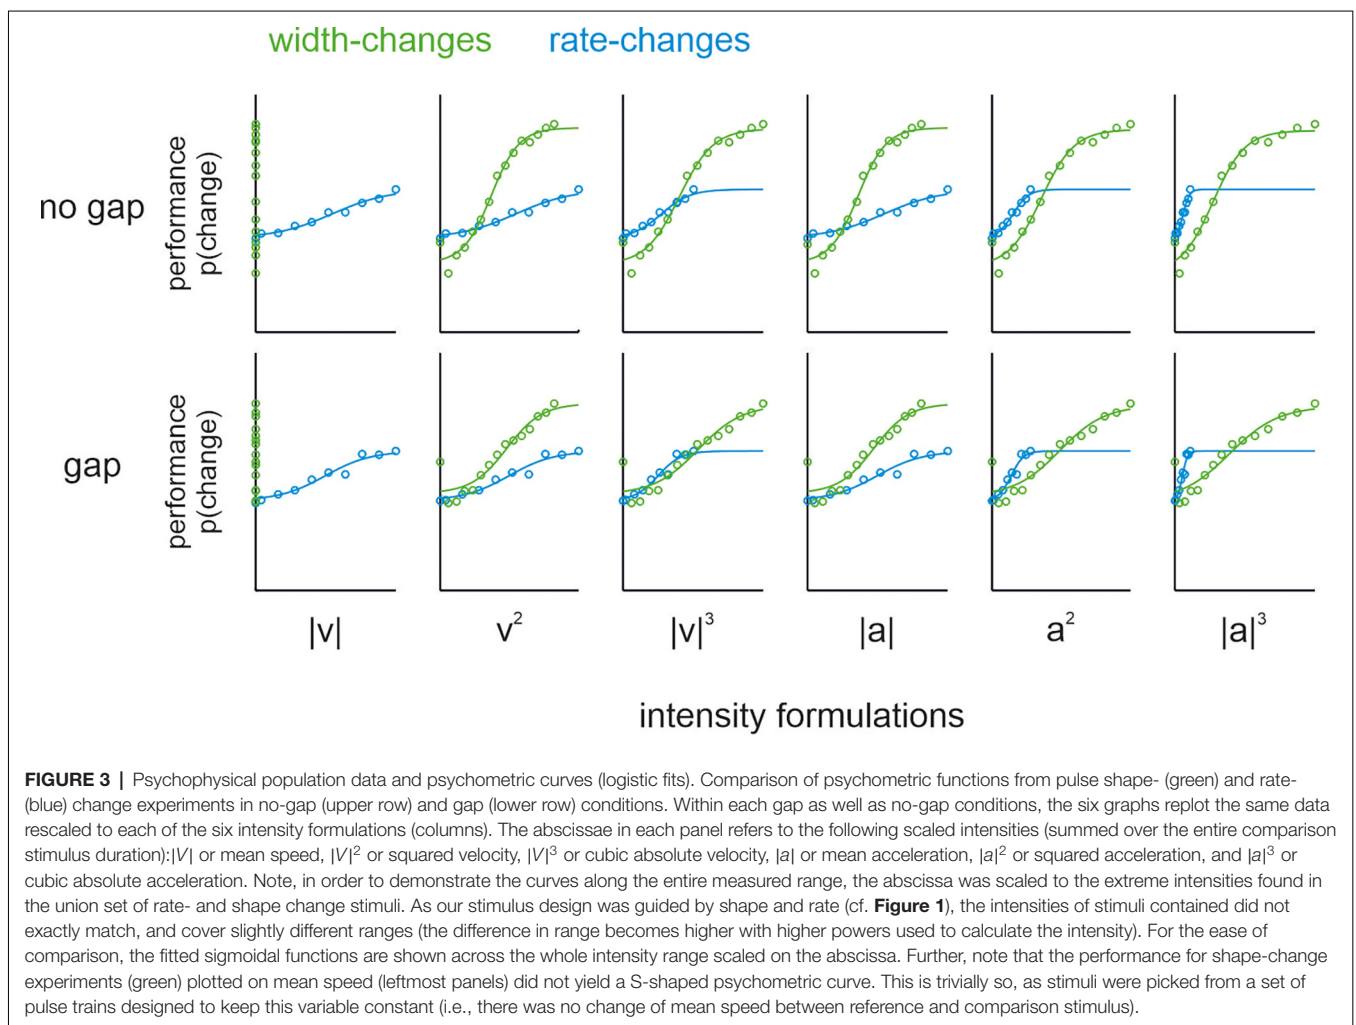 width-changes rate-changes
no gap
performance
p(change)
gap
performance
p(change)
|v| v² |v|³ |a| a² |a|³
intensity formulations
FIGURE 3 | Psychophysical population data and psychometric curves (logistic fits). Comparison of psychometric functions from pulse shape- (green) and rate-
(blue) change experiments in no-gap (upper row) and gap (lower row) conditions. Within each gap as well as no-gap conditions, the six graphs replot the same data
rescaled to each of the six intensity formulations (columns). The abscissae in each panel refers to the following scaled intensities (summed over the entire comparison
stimulus duration):|V| or mean speed, |V|² or squared velocity, |V|³ or cubic absolute velocity, |a| or mean acceleration, |a|² or squared acceleration, and |a|³ or
cubic absolute acceleration. Note, in order to demonstrate the curves along the entire measured range, the abscissa was scaled to the extreme intensities found in
the union set of rate- and shape change stimuli. As our stimulus design was guided by shape and rate (cf. Figure 1), the intensities of stimuli contained did not
exactly match, and cover slightly different ranges (the difference in range becomes higher with higher powers used to calculate the intensity). For the ease of
comparison, the fitted sigmoidal functions are shown across the whole intensity range scaled on the abscissa. Further, note that the performance for shape-change
experiments (green) plotted on mean speed (leftmost panels) did not yield a S-shaped psychometric curve. This is trivially so, as stimuli were picked from a set of
pulse trains designed to keep this variable constant (i.e., there was no change of mean speed between reference and comparison stimulus).